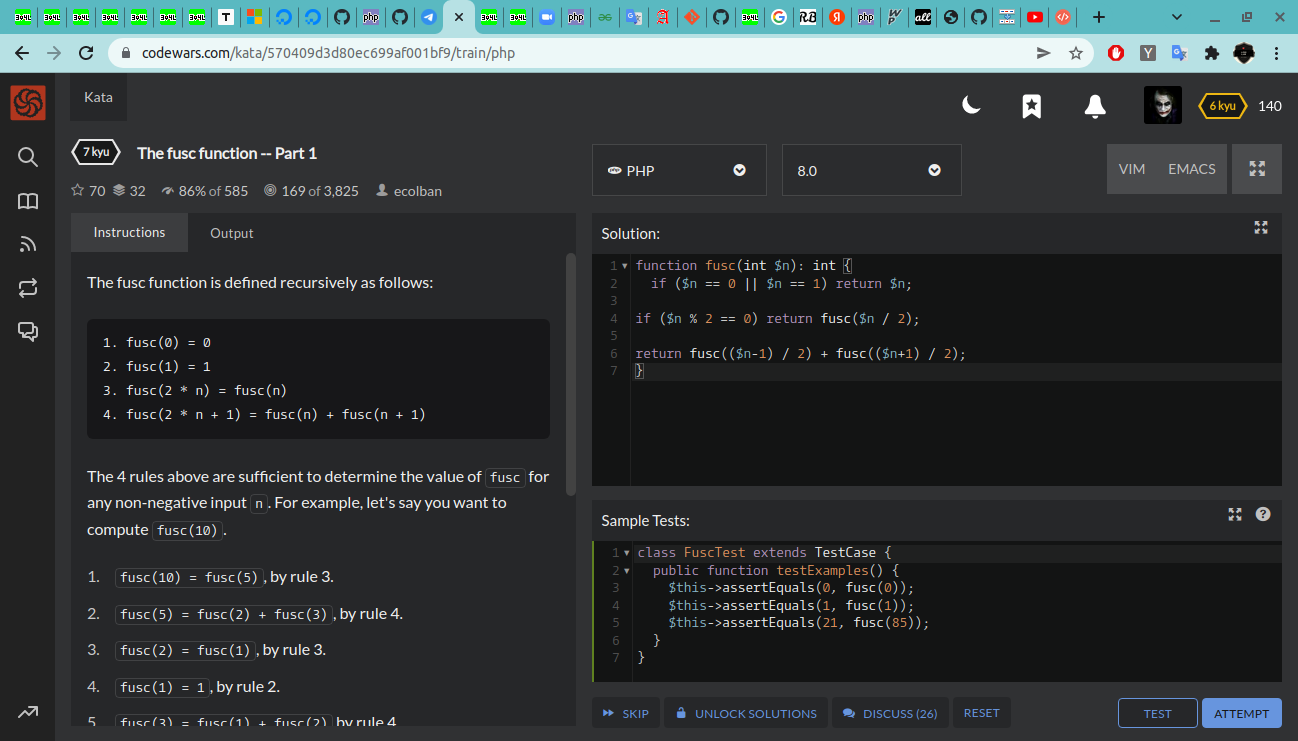 codewars.com/kata/570409d3d80ec699af001bf9/train/php
Kata
6 kyu
140
7 kyu
The fusc function -- Part 1
70 32 86% of 585 169 of 3,825 ecolban
PHP
8.0
VIM EMACS
Instructions
Output
The fusc function is defined recursively as follows:
1. fusc(0) = 0
2. fusc(1) = 1
3. fusc(2 * n) = fusc(n)
4. fusc(2 * n + 1) = fusc(n) + fusc(n + 1)
The 4 rules above are sufficient to determine the value of fusc for
any non-negative input n. For example, let's say you want to
compute fusc(10).
1. fusc(10) = fusc(5), by rule 3.
2. fusc(5) = fusc(2) + fusc(3), by rule 4.
3. fusc(2) = fusc(1), by rule 3.
4. fusc(1) = 1, by rule 2.
5. fusc(3) = fusc(1) + fusc(2) by rule 4.
Solution:
1 function fusc(int $n): int {
2 if ($n == 0 || $n == 1) return $n;
3
4 if ($n % 2 == 0) return fusc($n / 2);
5
6 return fusc(($n-1) / 2) + fusc(($n+1) / 2);
7 }
Sample Tests:
1 class FuscTest extends TestCase {
2 public function testExamples() {
3 $this->assertEquals(0, fusc(0));
4 $this->assertEquals(1, fusc(1));
5 $this->assertEquals(21, fusc(85));
6 }
7 }
SKIP
UNLOCK SOLUTIONS
DISCUSS (26)
RESET
TEST
ATTEMPT